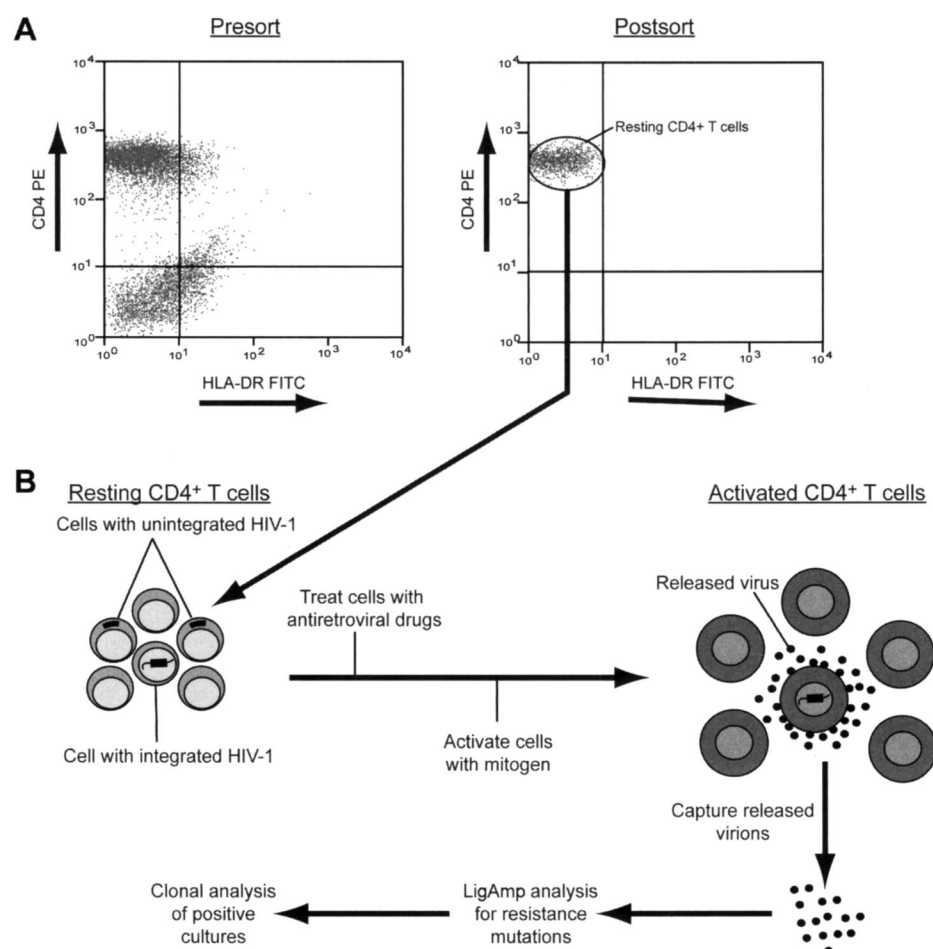 A
Presort
Postsort
10⁴
10³
10²
10¹
10⁰
CD4 PE
10⁰ 10¹ 10² 10³ 10⁴
HLA-DR FITC
10⁴
10³
10²
10¹
10⁰
CD4 PE
Resting CD4+ T cells
10⁰ 10¹ 10² 10³ 10⁴
HLA-DR FITC
B
Resting CD4⁺ T cells
Cells with unintegrated HIV-1
Cell with integrated HIV-1
Treat cells with
antiretroviral drugs
Activate cells
with mitogen
Activated CD4⁺ T cells
Released virus
Capture released
virions
LigAmp analysis
for resistance
mutations
Clonal analysis
of positive
cultures